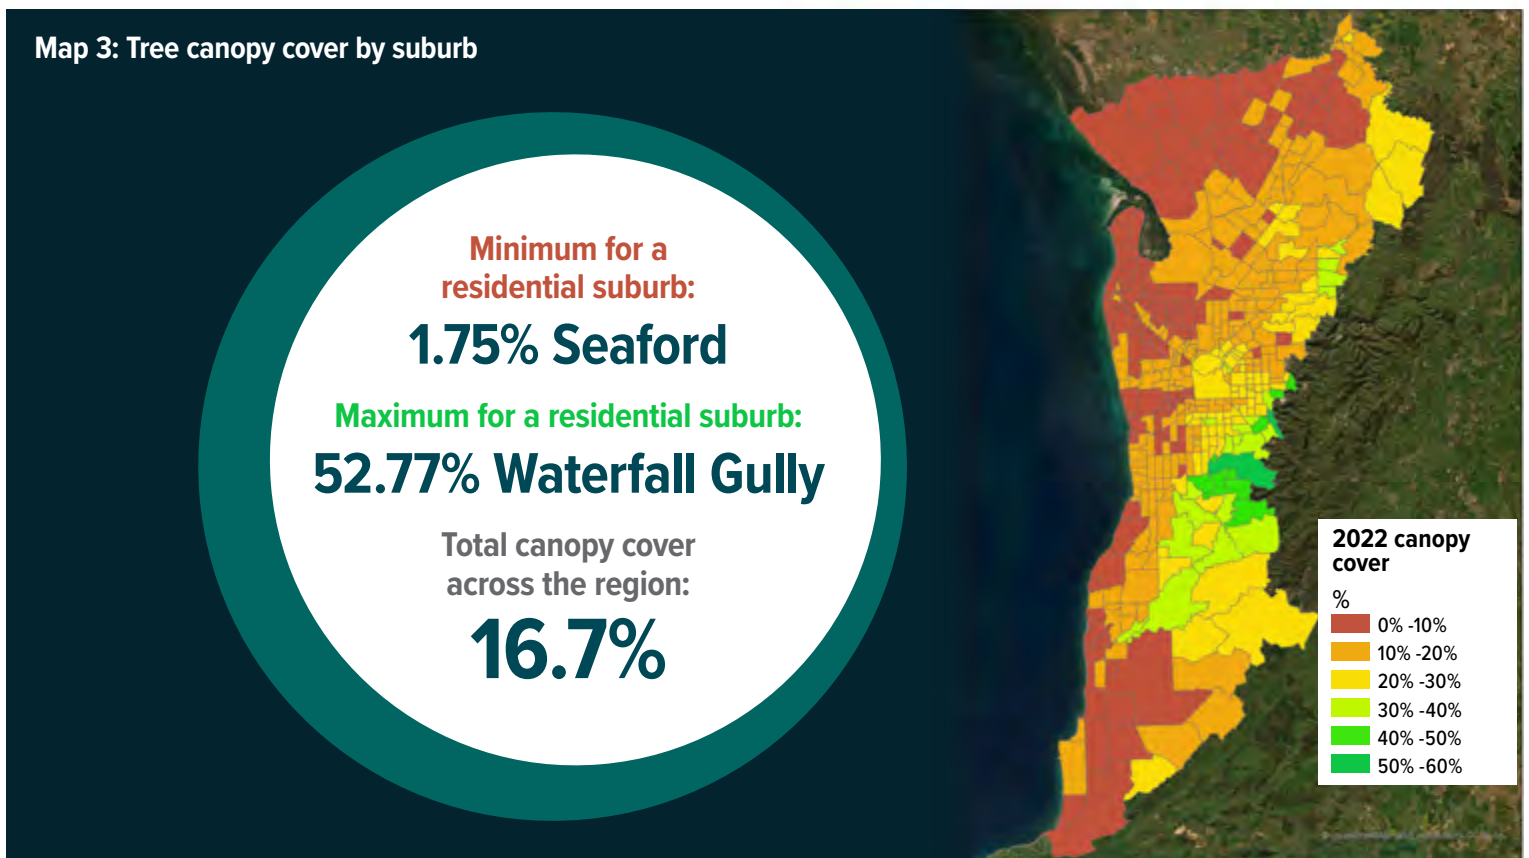 Map 3: Tree canopy cover by suburb
Minimum for a
residential suburb:
1.75% Seaford
Maximum for a residential suburb:
52.77% Waterfall Gully
Total canopy cover
across the region:
16.7%
2022 canopy
cover
%
0% -10%
10% -20%
20% -30%
30% -40%
40% -50%
50% -60%